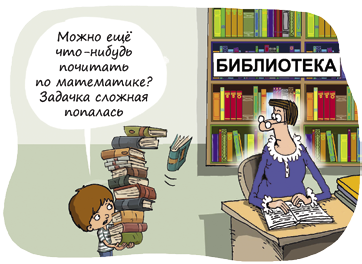 Можно ещё
что-нибудь
почитать
по математике?
Задачка сложная
попалась
БИБЛИОТЕКА